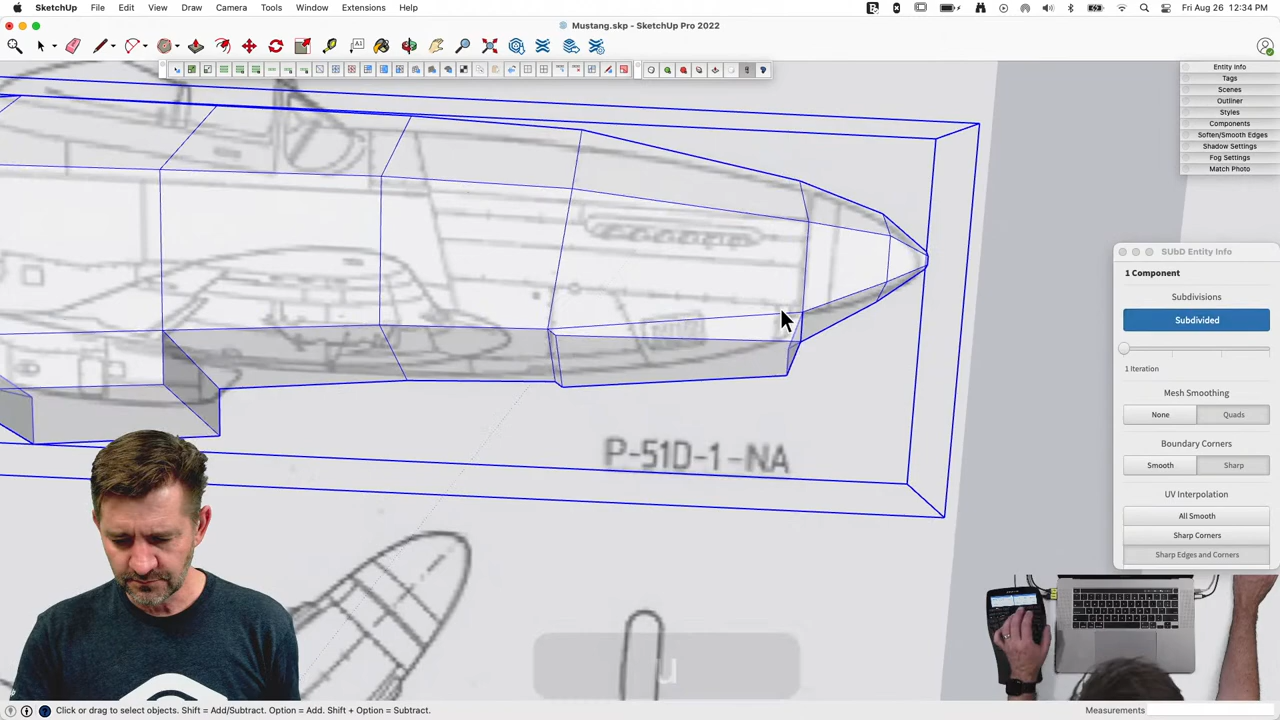 SketchUp File Edit View Draw Camera Tools Window Extensions Help
Fri Aug 26 12:34 PM
Mustang.skp - SketchUp Pro 2022
Entity Info
Tags
Scenes
Outliner
Styles
Components
Soften/Smooth Edges
Shadow Settings
Fog Settings
Match Photo
SUbD Entity Info
1 Component
Subdivisions
Subdivided
1 Iteration
Mesh Smoothing
None Quads
Boundary Corners
Smooth Sharp
UV Interpolation
All Smooth
Sharp Corners
Sharp Edges and Corners
P-51D-1-NA
u
Click or drag to select objects. Shift = Add/Subtract. Option = Add. Shift + Option = Subtract.
Measurements